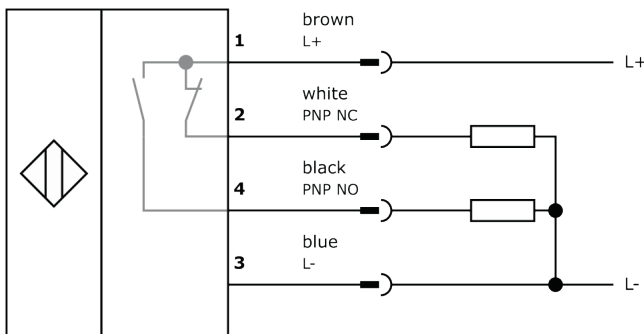 brown
1 L+
L+
white
2 PNP NC
black
4 PNP NO
blue
3 L-
L-